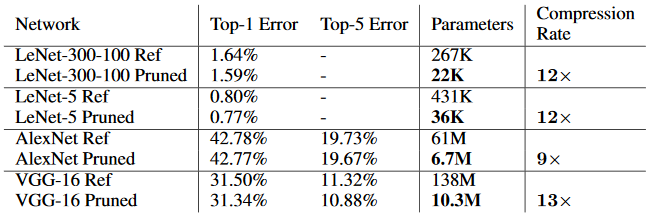 Network Top-1 Error Top-5 Error Parameters Compression
Rate
LeNet-300-100 Ref 1.64% - 267K
LeNet-300-100 Pruned 1.59% - 22K 12×
LeNet-5 Ref 0.80% - 431K
LeNet-5 Pruned 0.77% - 36K 12×
AlexNet Ref 42.78% 19.73% 61M
AlexNet Pruned 42.77% 19.67% 6.7M 9×
VGG-16 Ref 31.50% 11.32% 138M
VGG-16 Pruned 31.34% 10.88% 10.3M 13×